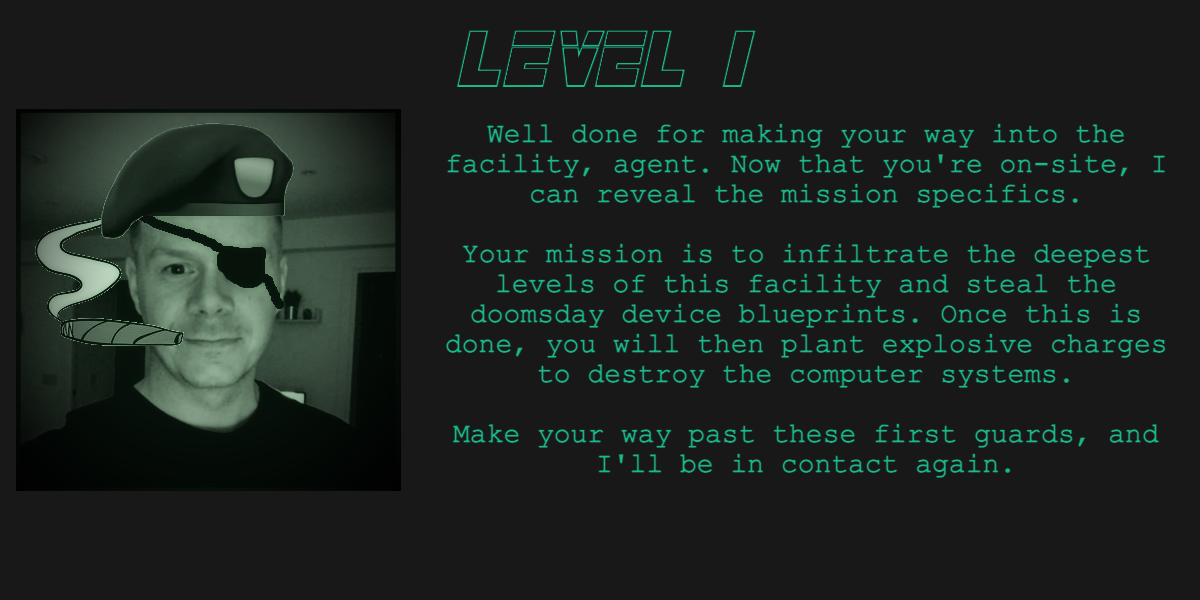 LEVEL 1
Well done for making your way into the
facility, agent. Now that you're on-site, I
can reveal the mission specifics.
Your mission is to infiltrate the deepest
levels of this facility and steal the
doomsday device blueprints. Once this is
done, you will then plant explosive charges
to destroy the computer systems.
Make your way past these first guards, and
I'll be in contact again.